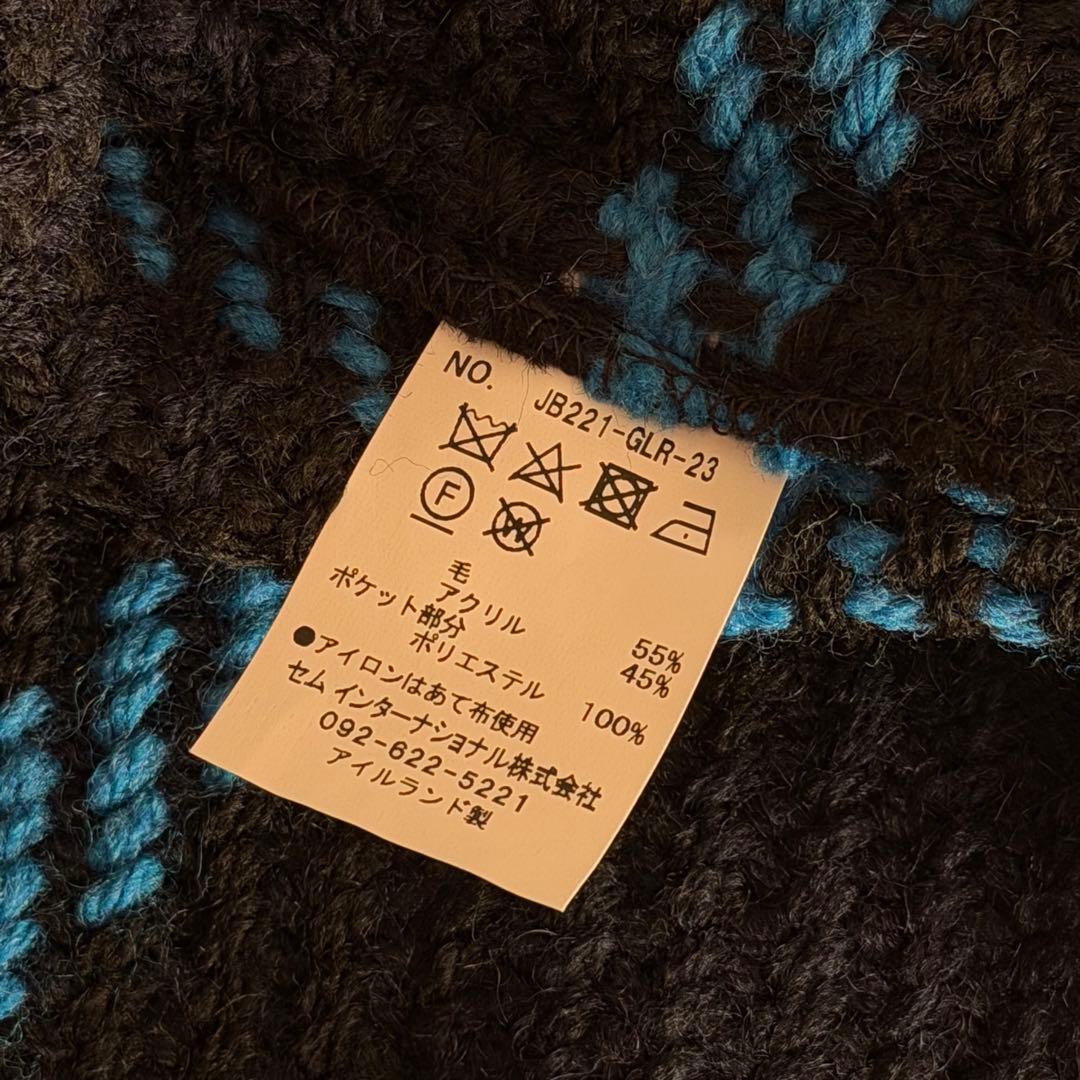 NO. JB221-GLR-23
F
W
毛 55%
アクリル 45%
ポケット部分
ポリエステル 100%
●アイロンはあて布使用
セム インターナショナル株式会社
092-622-5221
アイルランド製